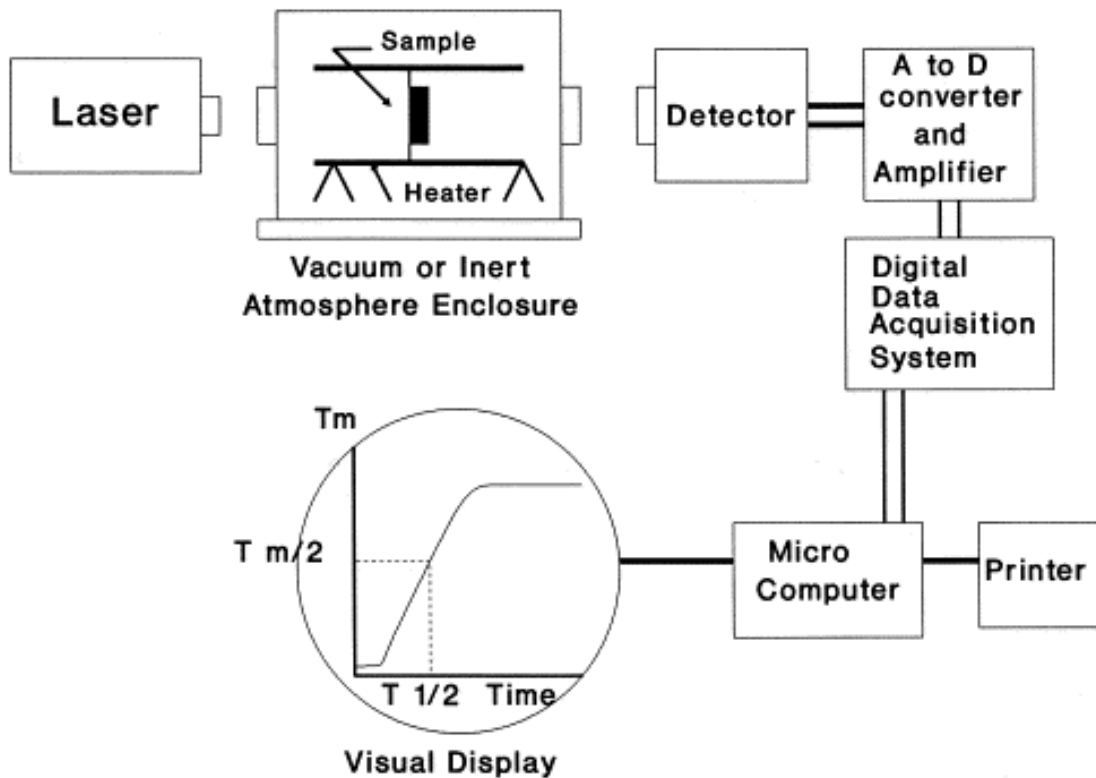 Laser
Sample
Heater
Vacuum or Inert
Atmosphere Enclosure
Detector
A to D
converter
and
Amplifier
Digital
Data
Acquisition
System
Micro
Computer
Printer
Tm
T m/2
T 1/2 Time
Visual Display